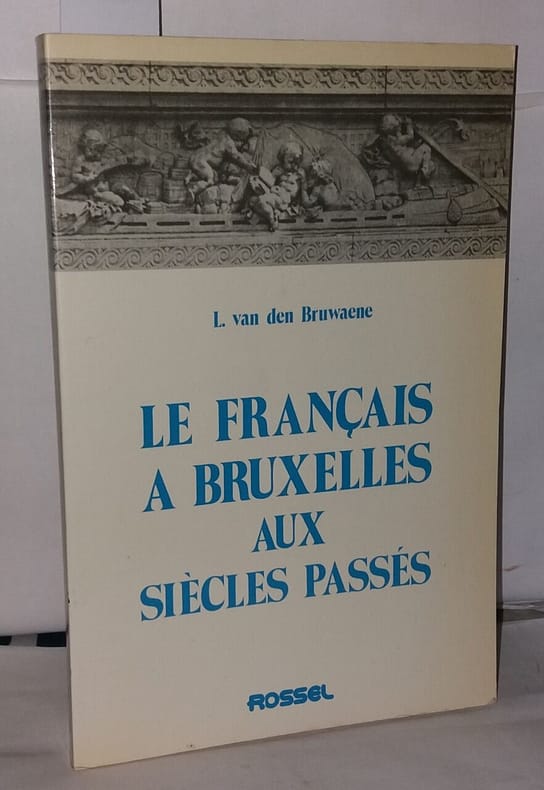 L. van den Bruwaene
LE FRANÇAIS
A BRUXELLES
AUX
SIÈCLES PASSÉS
ROSSEL